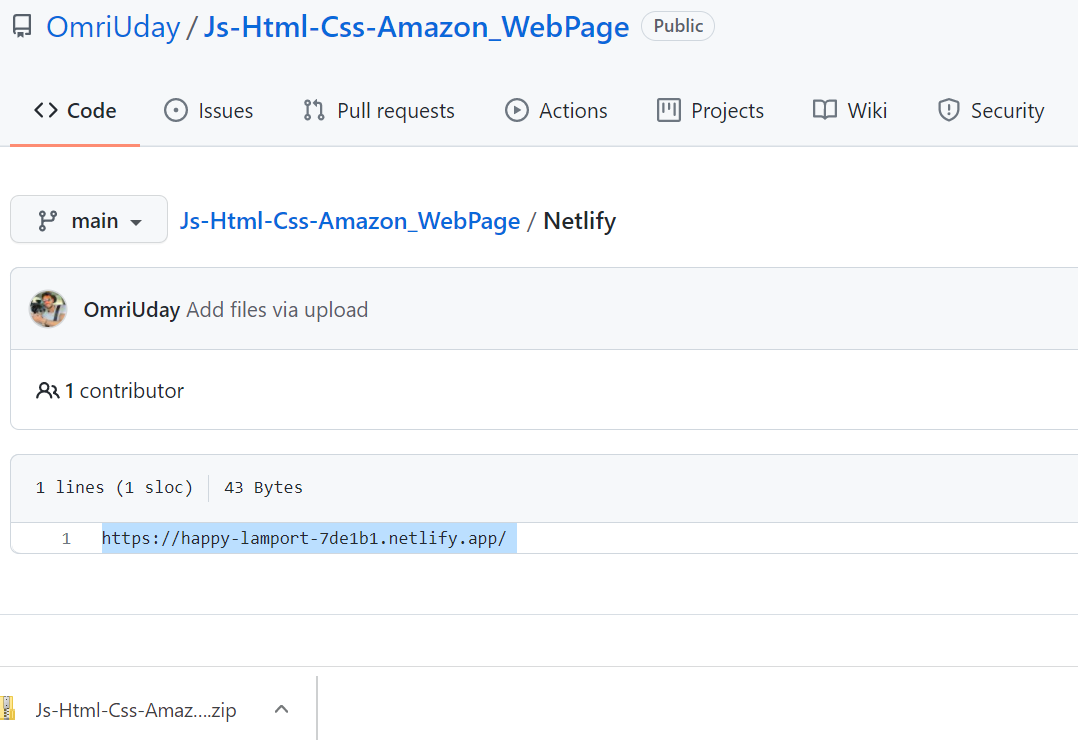 OmriUday / Js-Html-Css-Amazon_WebPage Public
Code Issues Pull requests Actions Projects Wiki Security
main Js-Html-Css-Amazon_WebPage / Netlify
OmriUday Add files via upload
1 contributor
1 lines (1 sloc) 43 Bytes
1 https://happy-lamport-7de1b1.netlify.app/
Js-Html-Css-Amaz....zip